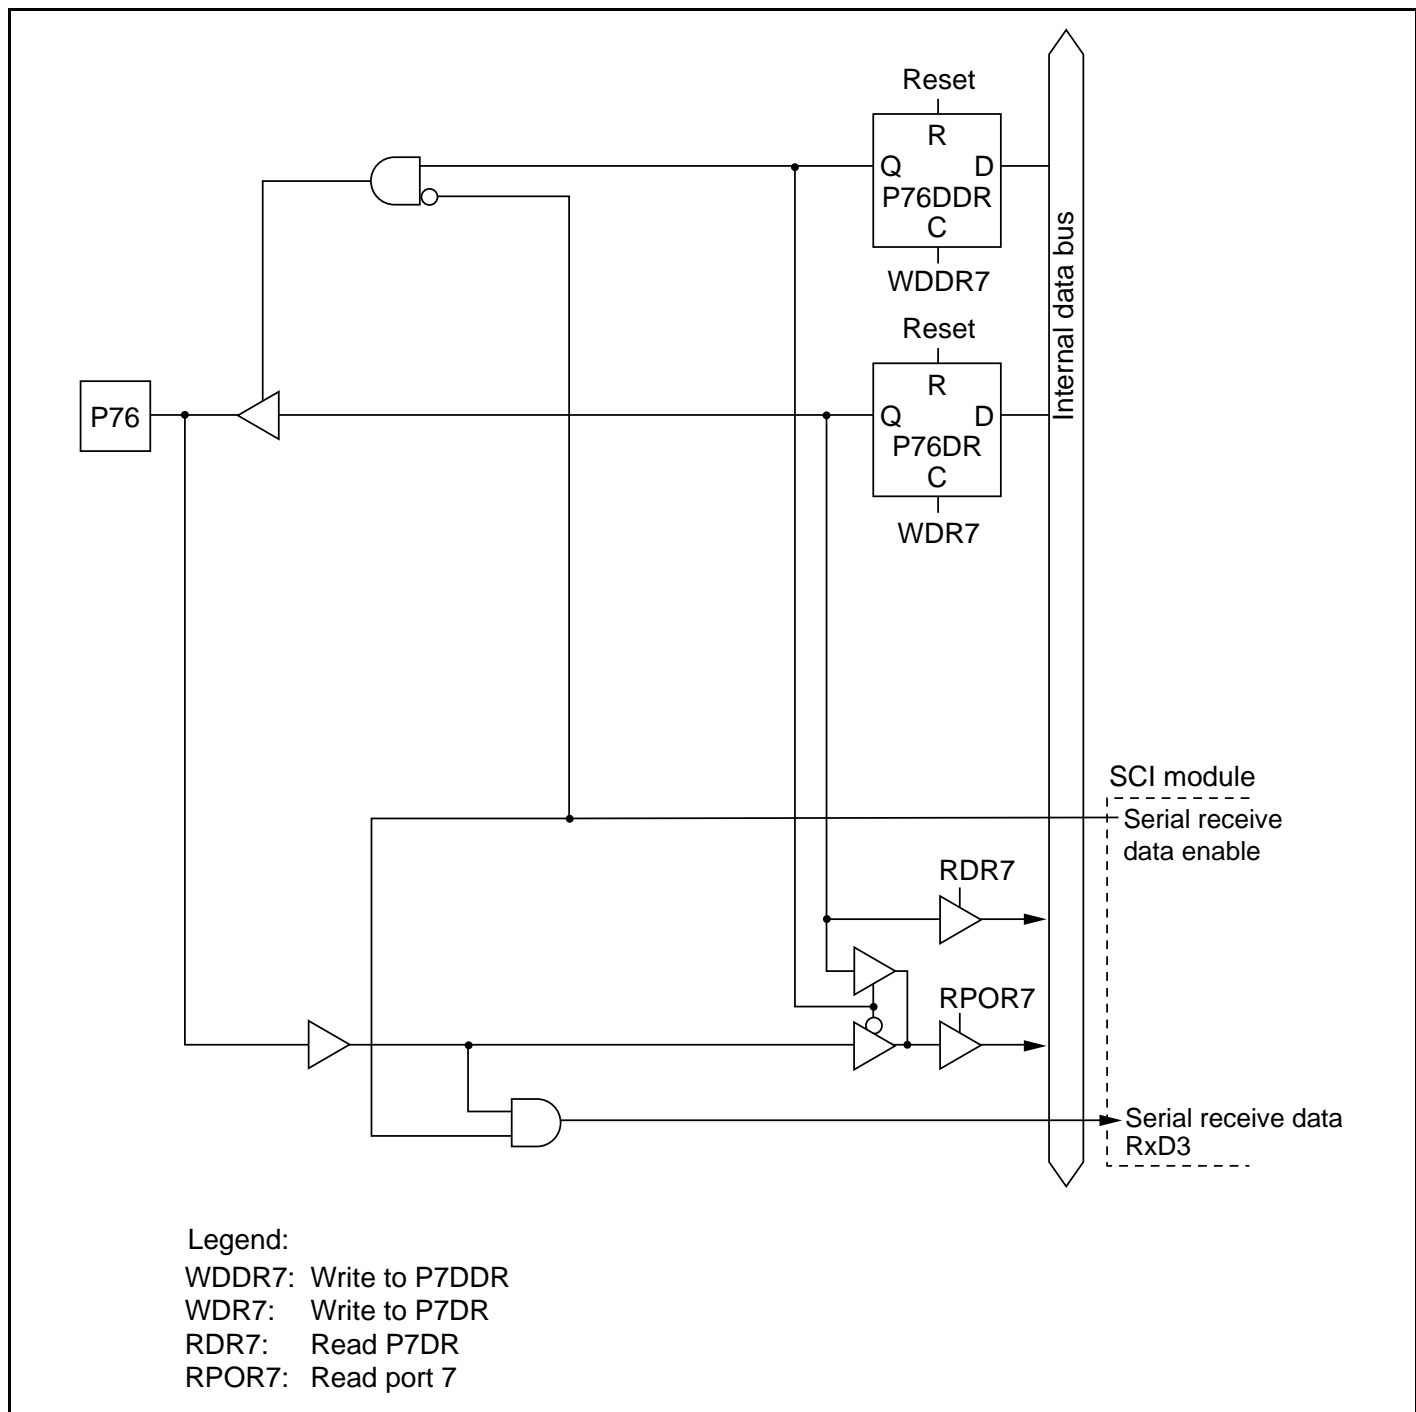 Reset
R
Q D
P76DDR
C
WDDR7
Reset
R
Q D
P76DR
C
WDR7
P76
Internal data bus
SCI module
Serial receive
data enable
RDR7
RPOR7
Serial receive data
RxD3
Legend:
WDDR7: Write to P7DDR
WDR7: Write to P7DR
RDR7: Read P7DR
RPOR7: Read port 7